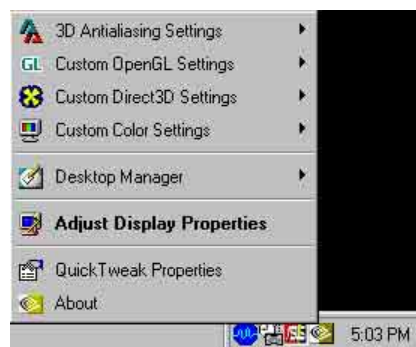 3D Antialiasing Settings
GL Custom OpenGL Settings
Custom Direct3D Settings
Custom Color Settings
Desktop Manager
Adjust Display Properties
QuickTweak Properties
About
5:03 PM